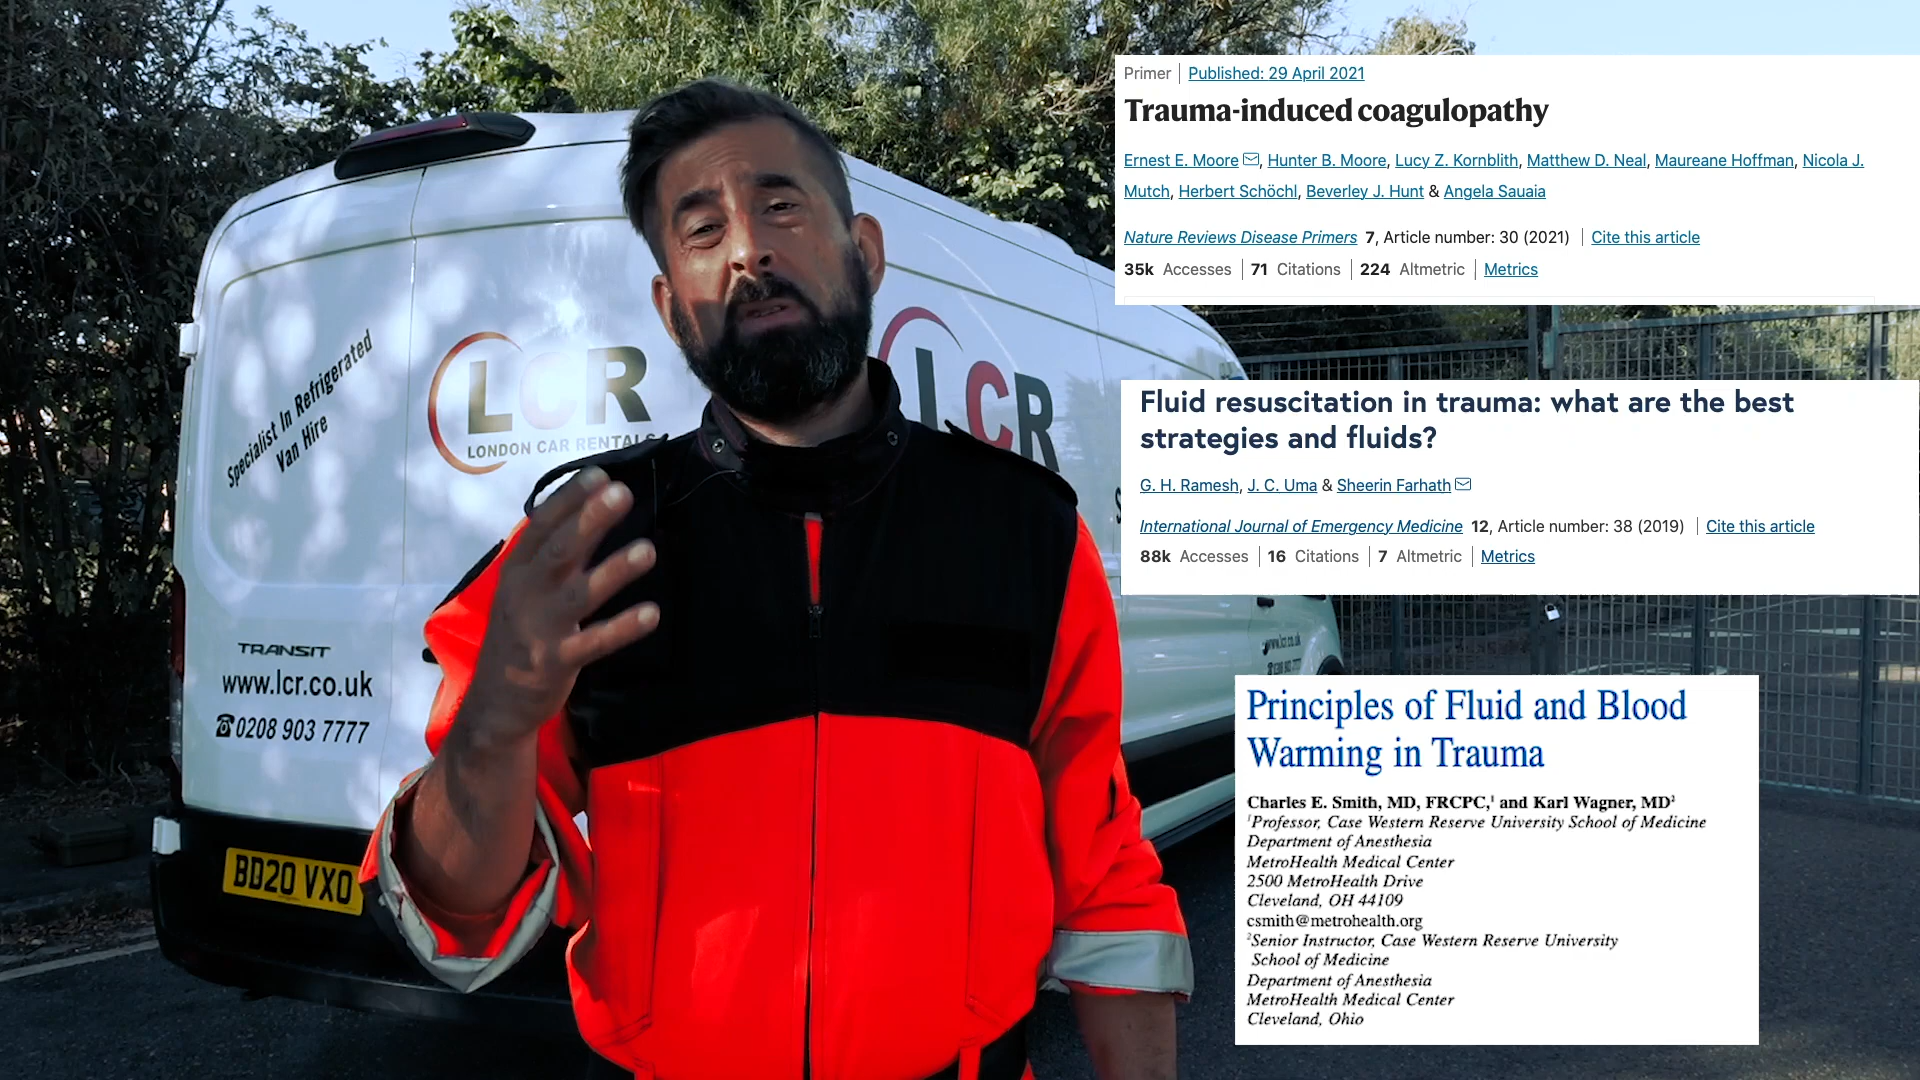 Specialist In Refrigerated
Van Hire
LCR
LONDON CAR RENTALS
LCR
TRANSIT
www.lcr.co.uk
☎0208 903 7777
BD20 VXO
Primer | Published: 29 April 2021
Trauma-induced coagulopathy
Ernest E. Moore, Hunter B. Moore, Lucy Z. Kornblith, Matthew D. Neal, Maureane Hoffman, Nicola J.
Mutch, Herbert Schöchl, Beverley J. Hunt & Angela Sauaia
Nature Reviews Disease Primers 7, Article number: 30 (2021) | Cite this article
35k Accesses | 71 Citations | 224 Altmetric | Metrics
Fluid resuscitation in trauma: what are the best
strategies and fluids?
G. H. Ramesh, J. C. Uma & Sheerin Farhath
International Journal of Emergency Medicine 12, Article number: 38 (2019) | Cite this article
88k Accesses | 16 Citations | 7 Altmetric | Metrics
www.lcr.co.uk
Principles of Fluid and Blood
Warming in Trauma
Charles E. Smith, MD, FRCPC,¹ and Karl Wagner, MD²
¹Professor, Case Western Reserve University School of Medicine
Department of Anesthesia
MetroHealth Medical Center
2500 MetroHealth Drive
Cleveland, OH 44109
csmith@metrohealth.org
²Senior Instructor, Case Western Reserve University
School of Medicine
Department of Anesthesia
MetroHealth Medical Center
Cleveland, Ohio